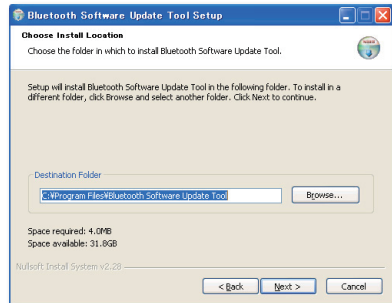 Bluetooth Software Update Tool Setup
Choose Install Location
Choose the folder in which to install Bluetooth Software Update Tool.
Setup will install Bluetooth Software Update Tool in the following folder. To install in a
different folder, click Browse and select another folder. Click Next to continue.
Destination Folder
C:¥Program Files¥Bluetooth Software Update Tool
Browse...
Space required: 4.0MB
Space available: 31.8GB
Nullsoft Install System v2.28
< Back
Next >
Cancel